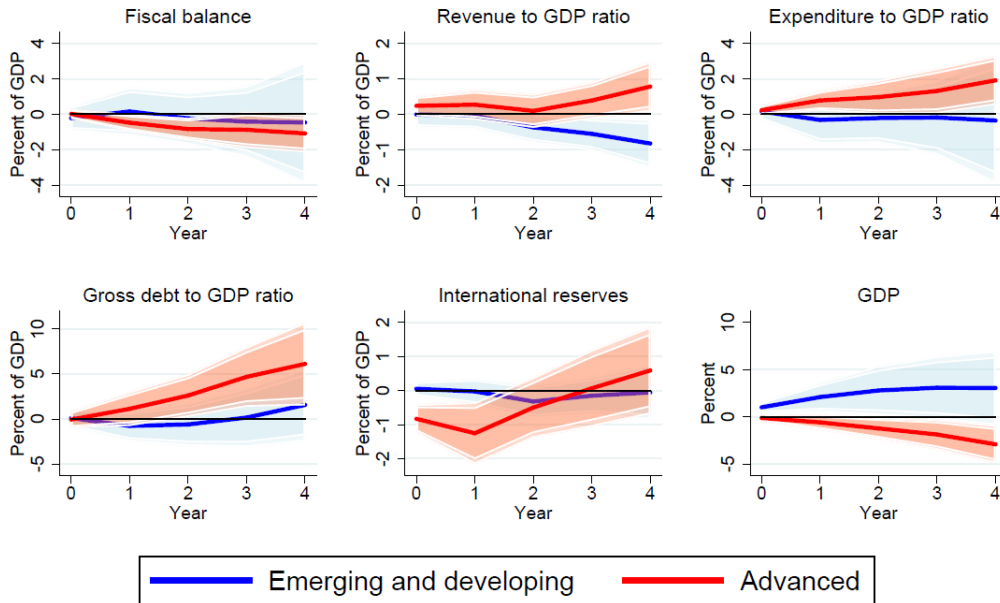 Fiscal balance
Percent of GDP
4
2
0
-2
-4
0 1 2 3 4
Year
Revenue to GDP ratio
Percent of GDP
2
1
0
-1
-2
0 1 2 3 4
Year
Expenditure to GDP ratio
Percent of GDP
4
2
0
-2
-4
0 1 2 3 4
Year
Gross debt to GDP ratio
Percent of GDP
10
5
0
-5
0 1 2 3 4
Year
International reserves
Percent of GDP
2
1
0
-1
-2
0 1 2 3 4
Year
GDP
Percent
10
5
0
-5
0 1 2 3 4
Year
Emerging and developing
Advanced